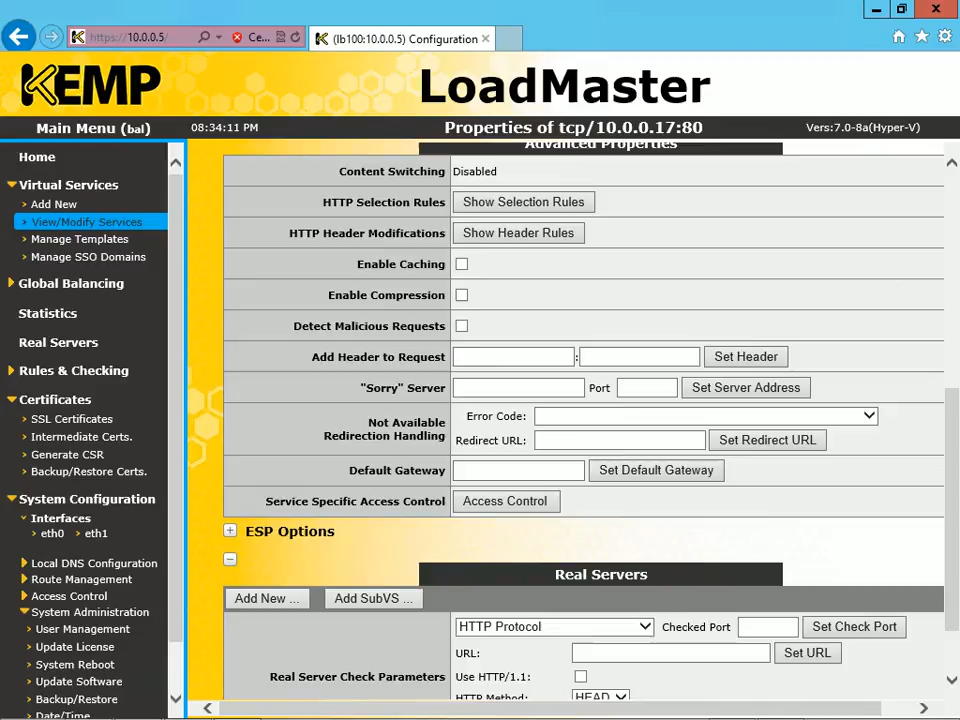 https://10.0.0.5/
Ce...
(lb100:10.0.0.5) Configuration
KEMP
LoadMaster
Main Menu (bal)
08:34:11 PM
Properties of tcp/10.0.0.17:80
Vers:7.0-8a(Hyper-V)
Home
Virtual Services
Add New
View/Modify Services
Manage Templates
Manage SSO Domains
Global Balancing
Statistics
Real Servers
Rules & Checking
Certificates
SSL Certificates
Intermediate Certs.
Generate CSR
Backup/Restore Certs.
System Configuration
Interfaces
eth0 eth1
Local DNS Configuration
Route Management
Access Control
System Administration
User Management
Update License
System Reboot
Update Software
Backup/Restore
Date/Time
Advanced Properties
Content Switching Disabled
HTTP Selection Rules Show Selection Rules
HTTP Header Modifications Show Header Rules
Enable Caching
Enable Compression
Detect Malicious Requests
Add Header to Request : Set Header
"Sorry" Server Port Set Server Address
Not Available
Redirection Handling
Error Code:
Redirect URL: Set Redirect URL
Default Gateway Set Default Gateway
Service Specific Access Control Access Control
ESP Options
Real Servers
Add New ... Add SubVS ...
Real Server Check Parameters
HTTP Protocol Checked Port Set Check Port
URL: Set URL
Use HTTP/1.1:
HTTP Method: HEAD